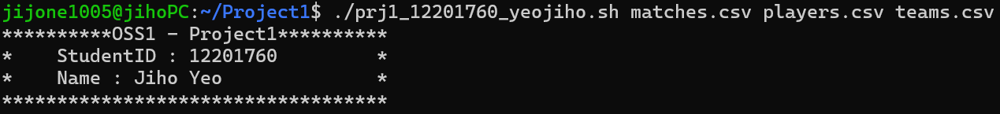 jijone1005@jihoPC:~/Project1$ ./prj1_12201760_yeojiho.sh matches.csv players.csv teams.csv
**********OSS1 - Project1**********
*    StudentID : 12201760         *
*    Name : Jiho Yeo              *
***********************************